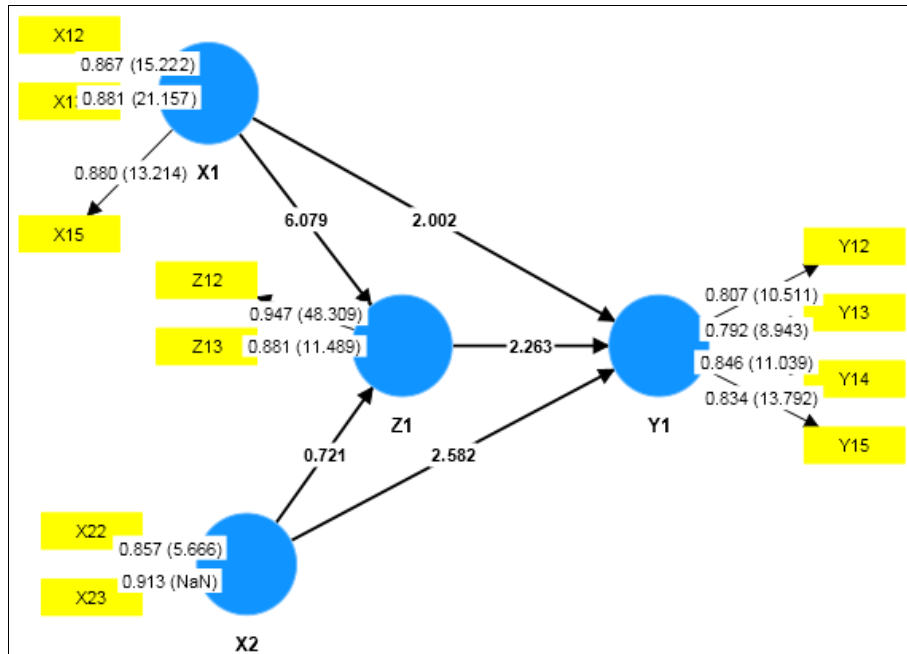 X12
0.867 (15.222)
0.881 (21.157)
0.880 (13.214)
X1
X15
6.079
2.002
Z12
0.947 (48.309)
Z13
0.881 (11.489)
Z1
2.263
Y12
0.807 (10.511)
Y13
0.792 (8.943)
0.846 (11.039)
Y14
0.834 (13.792)
Y15
Y1
0.721
2.582
X22
0.857 (5.666)
0.913 (NaN)
X23
X2